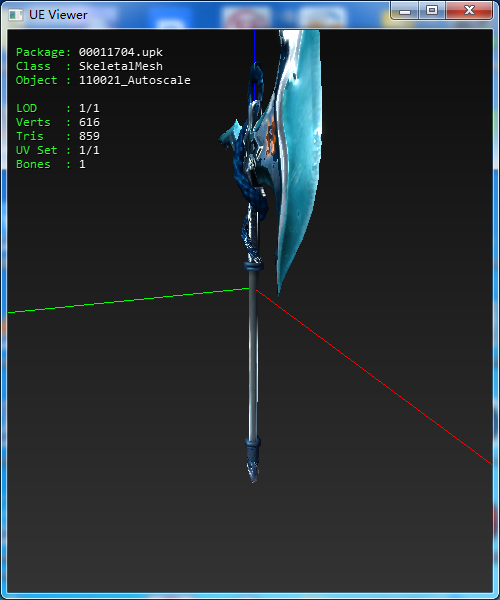 UE Viewer
Package: 00011704.upk
Class : SkeletalMesh
Object : 110021_Autoscale
LOD : 1/1
Verts : 616
Tris : 859
UV Set : 1/1
Bones : 1